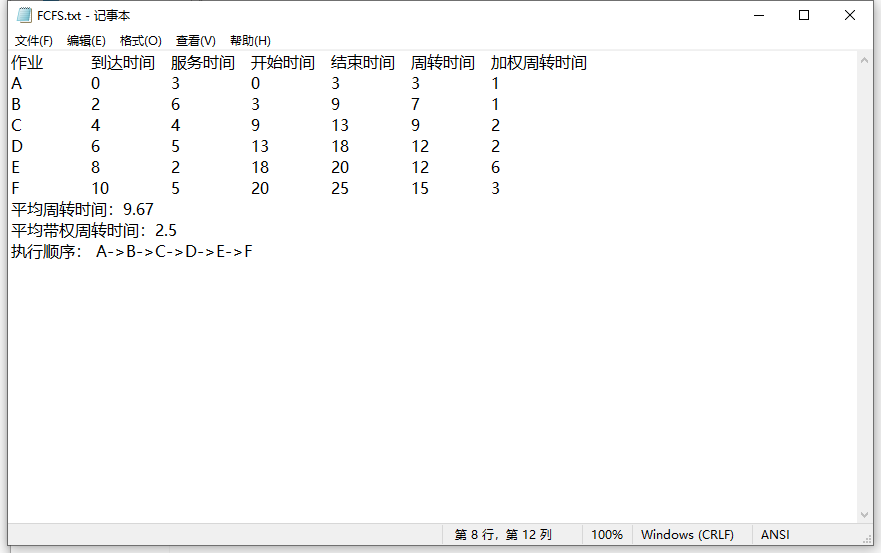 FCFS.txt - 记事本
文件(F) 编辑(E) 格式(O) 查看(V) 帮助(H)
作业 到达时间 服务时间 开始时间 结束时间 周转时间 加权周转时间
A 0 3 0 3 3 1
B 2 6 3 9 7 1
C 4 4 9 13 9 2
D 6 5 13 18 12 2
E 8 2 18 20 12 6
F 10 5 20 25 15 3
平均周转时间：9.67
平均带权周转时间：2.5
执行顺序： A->B->C->D->E->F
第 8 行，第 12 列 100% Windows (CRLF) ANSI